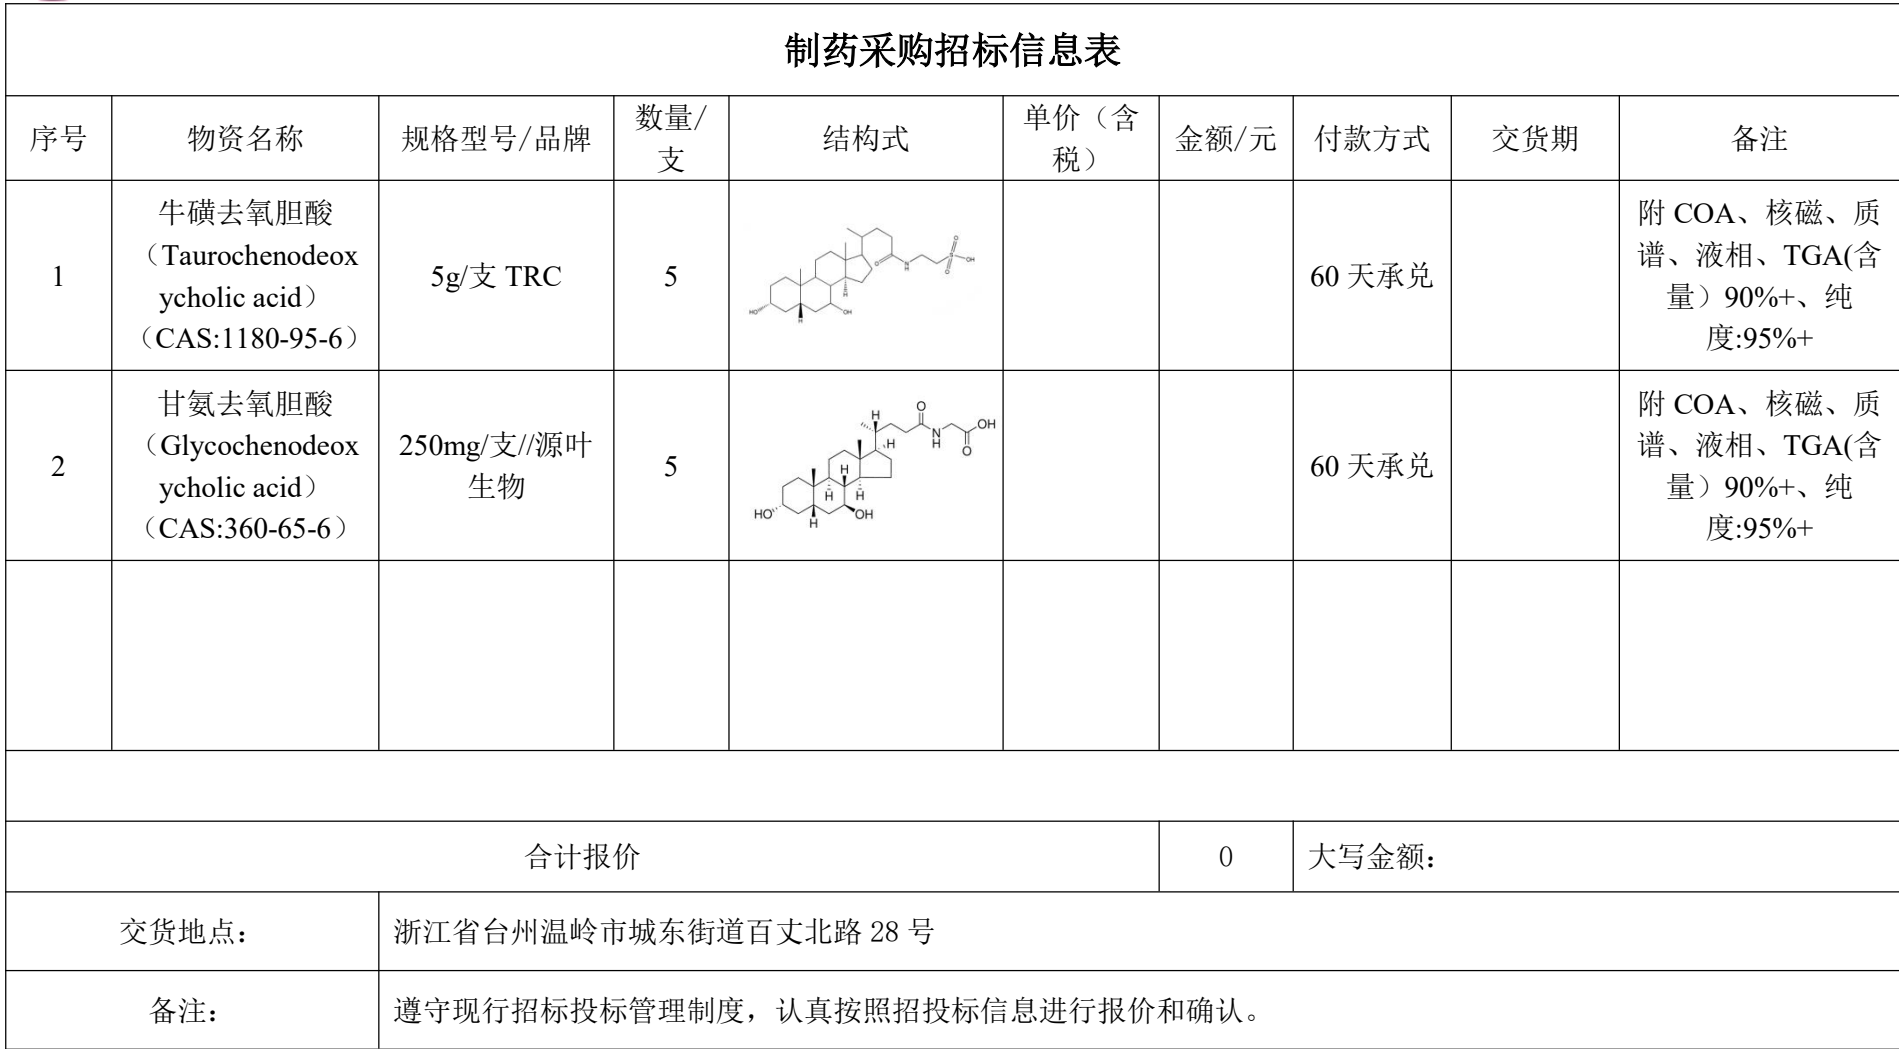 制药采购招标信息表
序号
物资名称
规格型号/品牌
数量/
支
结构式
单价（含
税）
金额/元
付款方式
交货期
备注
1
牛磺去氧胆酸
（Taurochenodeox
ycholic acid）
（CAS:1180-95-6）
5g/支 TRC
5
O
O
N
H
S
O
OH
HO
H
H
OH
60 天承兑
附 COA、核磁、质
谱、液相、TGA(含
量）90%+、纯
度:95%+
2
甘氨去氧胆酸
（Glycochenodeox
ycholic acid）
（CAS:360-65-6）
250mg/支//源叶
生物
5
H
O
N
H
OH
O
H
H
H
H
HO
H
OH
60 天承兑
附 COA、核磁、质
谱、液相、TGA(含
量）90%+、纯
度:95%+
合计报价
0
大写金额：
交货地点：
浙江省台州温岭市城东街道百丈北路 28 号
备注：
遵守现行招标投标管理制度，认真按照招投标信息进行报价和确认。